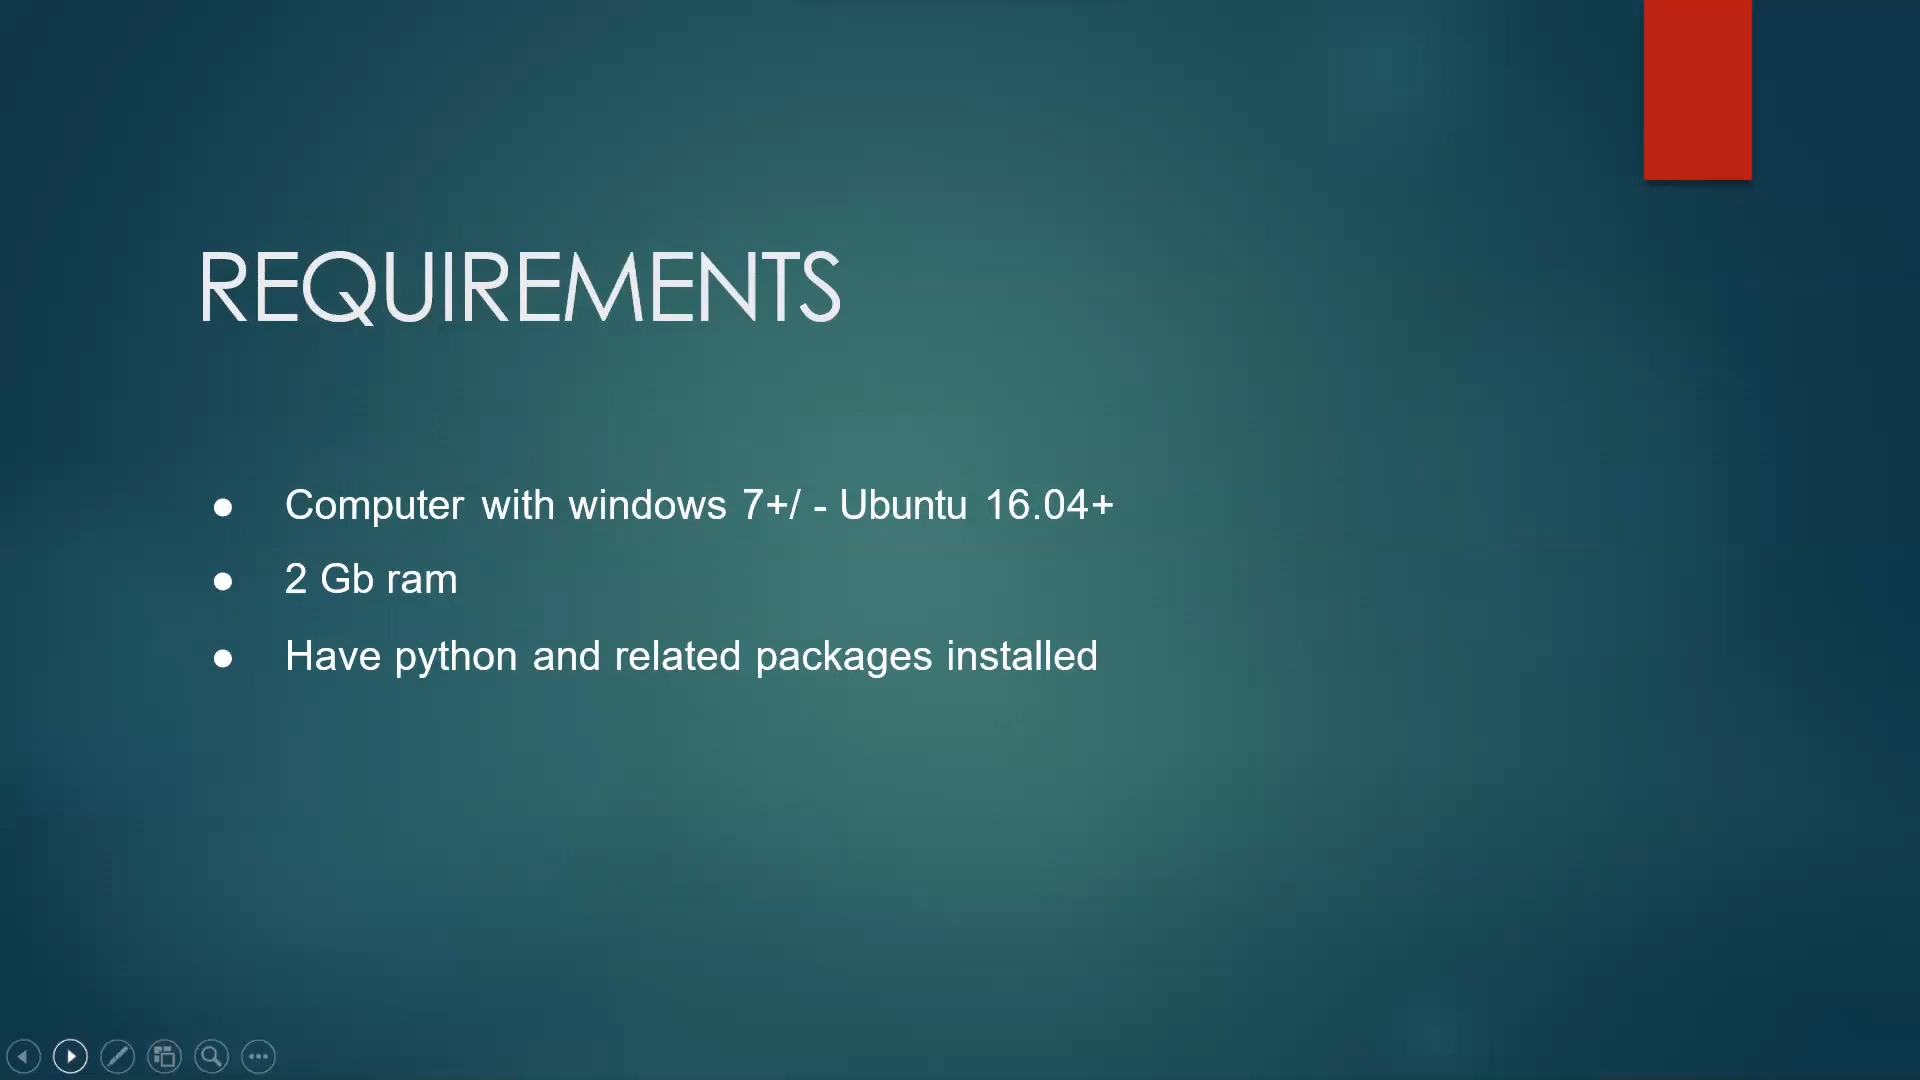 REQUIREMENTS
● Computer with windows 7+/ - Ubuntu 16.04+
● 2 Gb ram
● Have python and related packages installed